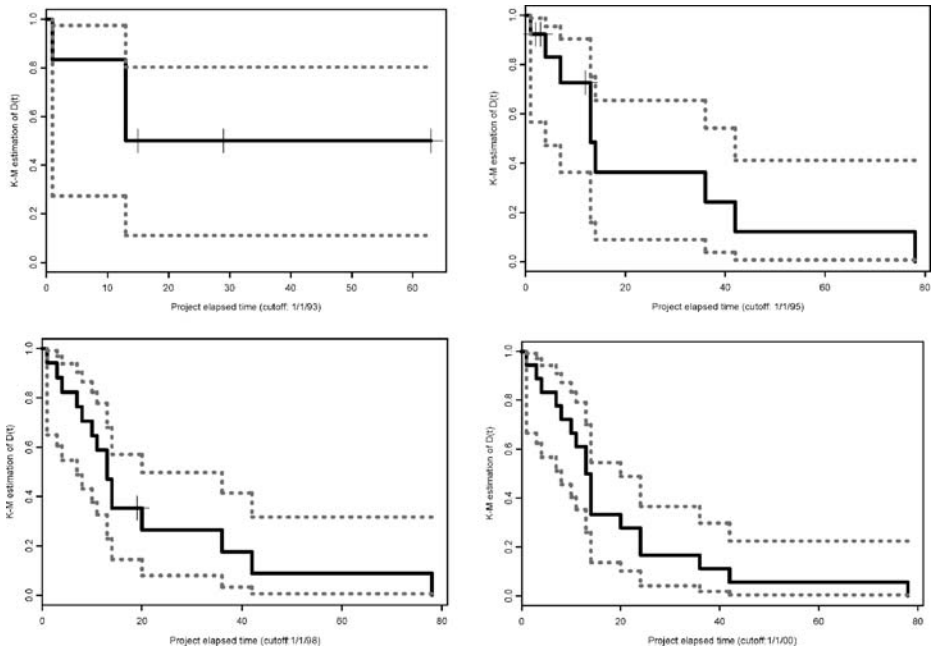 K-M estimation of D(t)
1.0
0.8
0.6
0.4
0.2
0.0
0 10 20 30 40 50 60
Project elapsed time (cutoff: 1/1/93)
K-M estimation of D(t)
1.0
0.8
0.6
0.4
0.2
0.0
0 20 40 60 80
Project elapsed time (cutoff: 1/1/95)
K-M estimation of D(t)
1.0
0.8
0.6
0.4
0.2
0.0
0 20 40 60 80
Project elapsed time (cutoff:1/1/98)
K-M estimation of D(t)
1.0
0.8
0.6
0.4
0.2
0.0
0 20 40 60 80
Project elapsed time (cutoff:1/1/00)